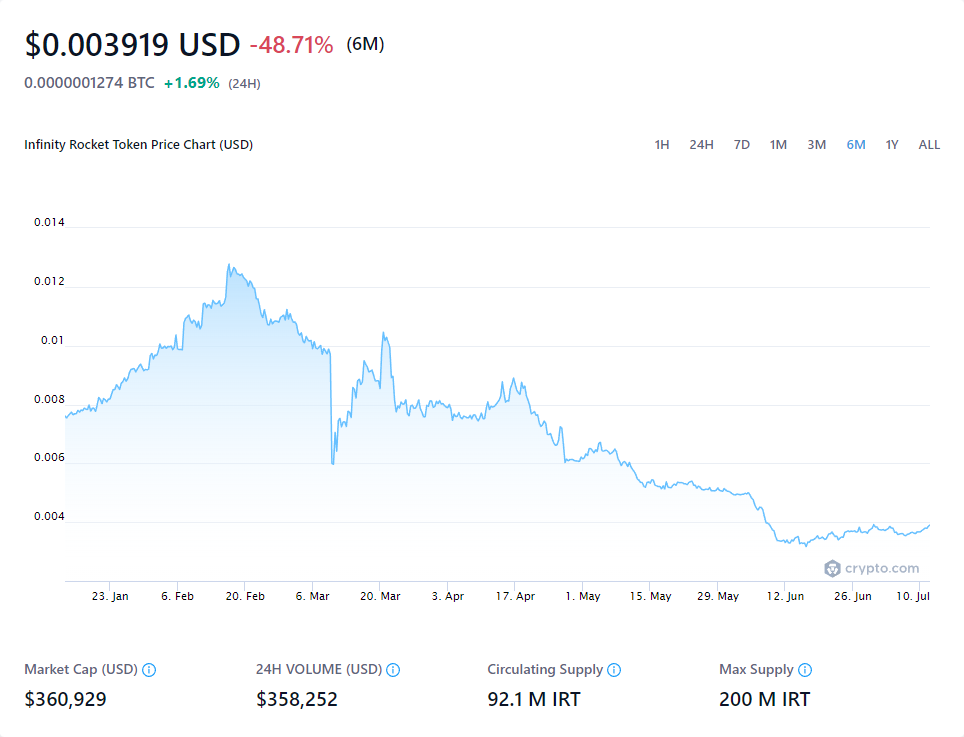 $0.003919 USD -48.71% (6M)
0.0000001274 BTC +1.69% (24H)
Infinity Rocket Token Price Chart (USD) 1H 24H 7D 1M 3M 6M 1Y ALL
0.014
0.012
0.01
0.008
0.006
0.004
crypto.com
23. Jan 6. Feb 20. Feb 6. Mar 20. Mar 3. Apr 17. Apr 1. May 15. May 29. May 12. Jun 26. Jun 10. Jul
Market Cap (USD) 24H VOLUME (USD) Circulating Supply Max Supply
$360,929 $358,252 92.1 M IRT 200 M IRT